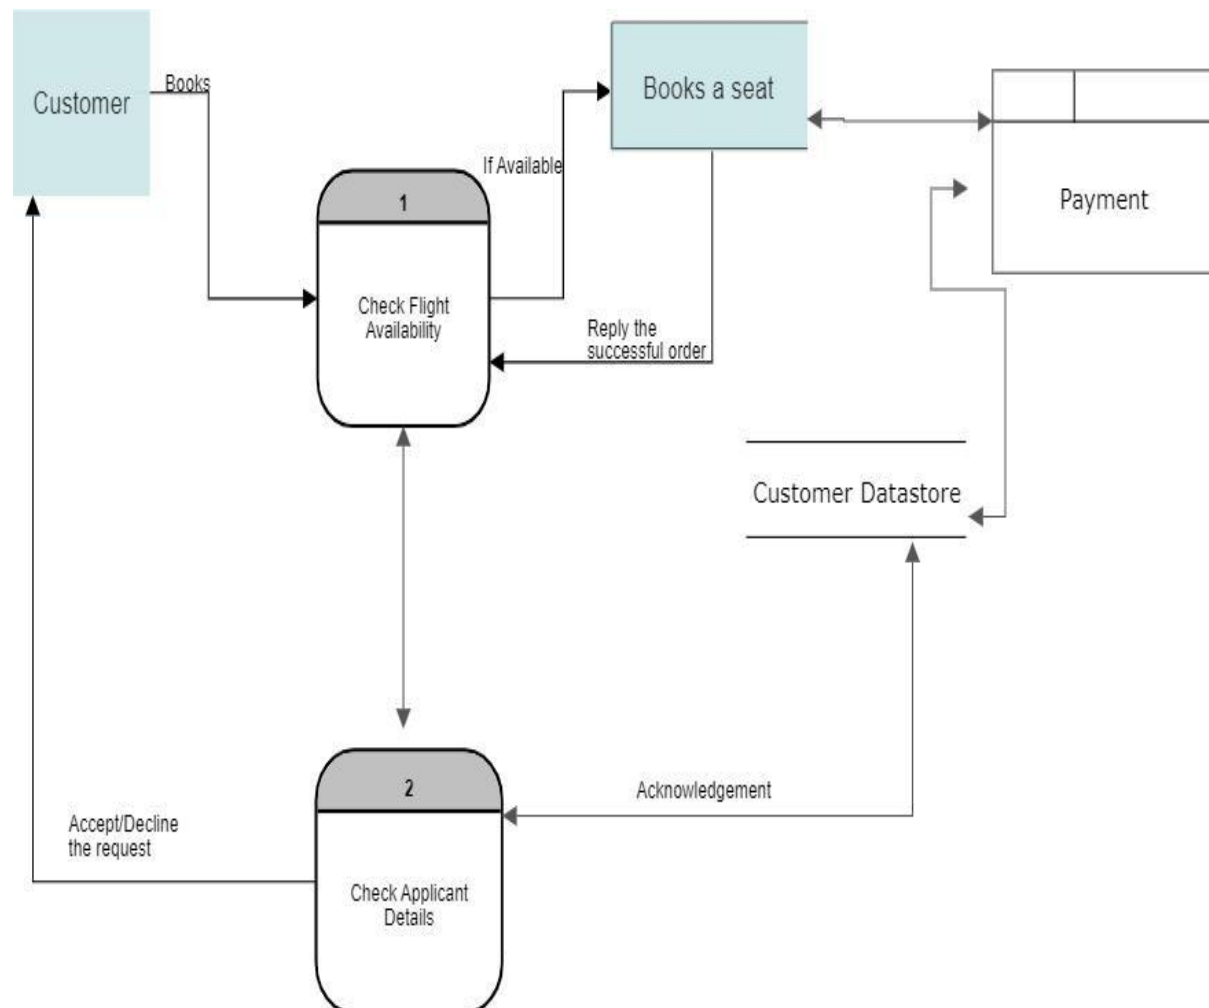 Customer
Books
Books a seat
If Available
1
Check Flight
Availability
Payment
Reply the
successful order
Customer Datastore
2
Acknowledgement
Accept/Decline
the request
Check Applicant
Details